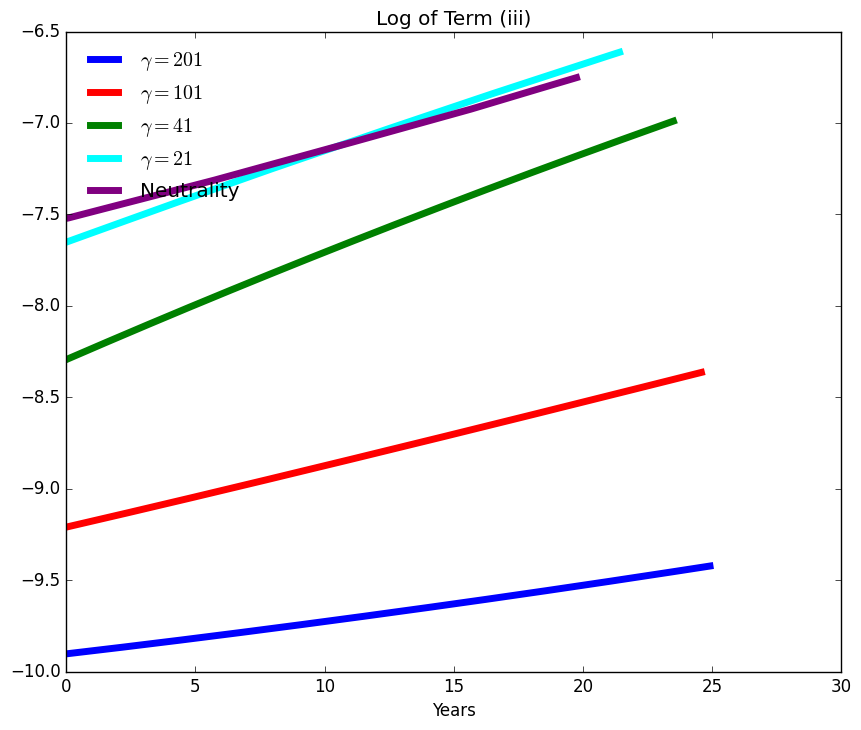 Log of Term (iii)
−6.5
−7.0
−7.5
−8.0
−8.5
−9.0
−9.5
−10.0
γ = 201
γ = 101
γ = 41
γ = 21
Neutrality
0 5 10 15 20 25 30
Years